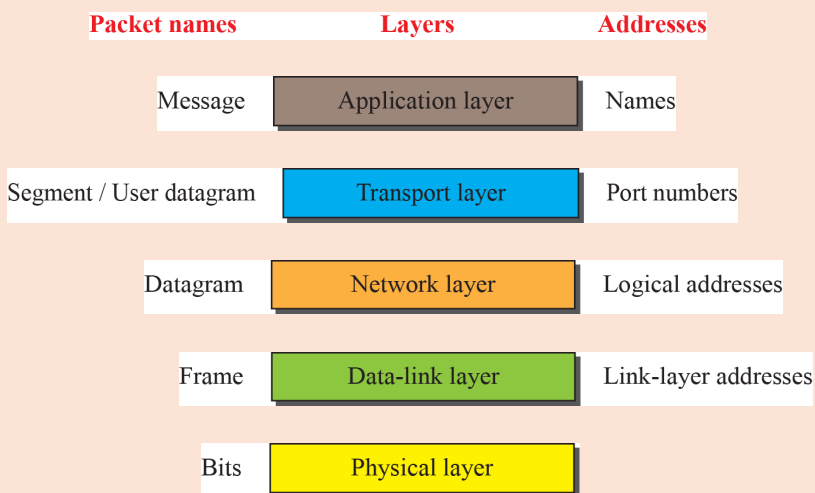 Packet names Layers Addresses
Message Application layer Names
Segment / User datagram Transport layer Port numbers
Datagram Network layer Logical addresses
Frame Data-link layer Link-layer addresses
Bits Physical layer